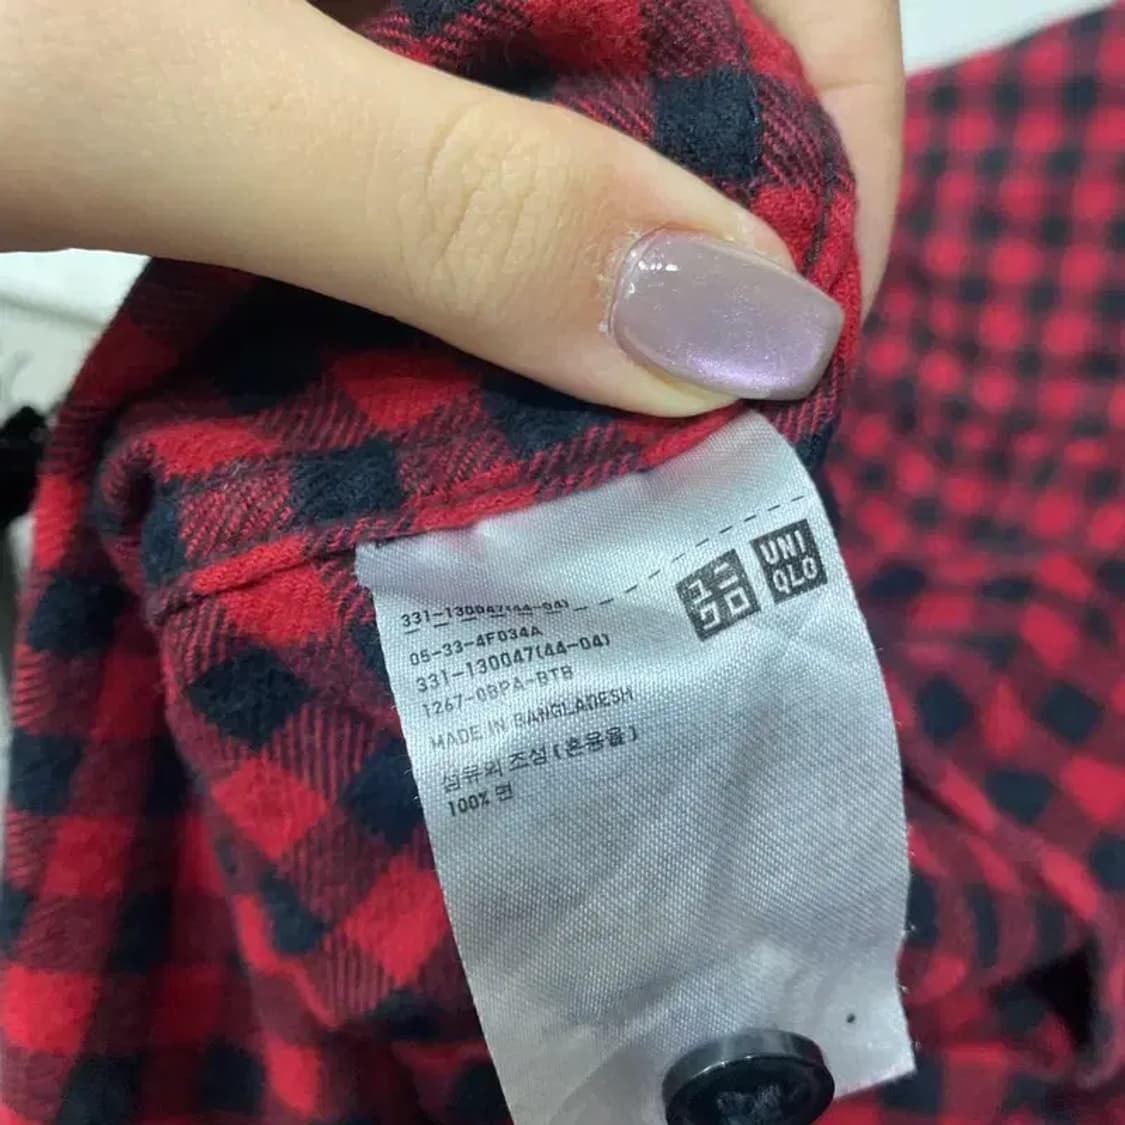 ユニ
クロ
UNI
QLO
331-130047(44-04)
05-33-4F034A
331-130047(44-04)
1267-0BPA-BTB
MADE IN BANGLADESH
섬유의 조성(혼용율)
100% 면